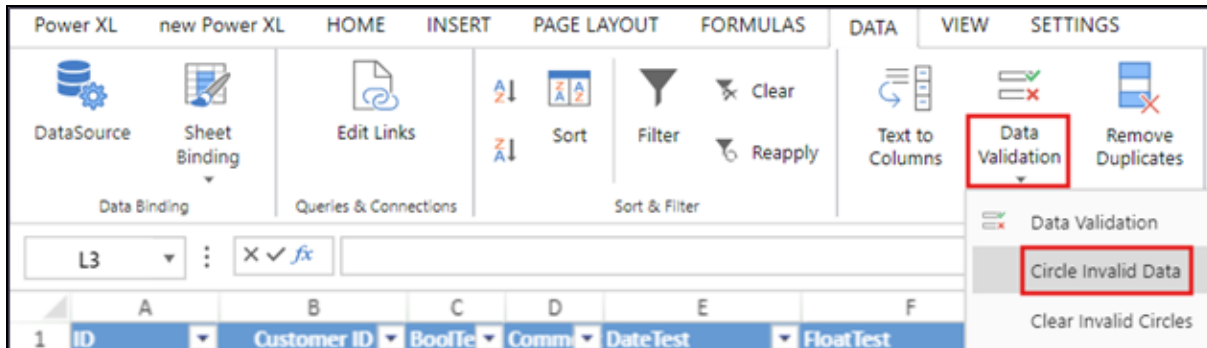 Power XL new Power XL HOME INSERT PAGE LAYOUT FORMULAS DATA VIEW SETTINGS
DataSource
Sheet
Binding
Data Binding
Edit Links
Queries & Connections
Sort
Filter
Clear
Reapply
Sort & Filter
Text to
Columns
Data
Validation
Remove
Duplicates
Data Validation
Circle Invalid Data
Clear Invalid Circles
L3 fx
A B C D E F
1 ID Customer ID BoolTe Comm DateTest FloatTest